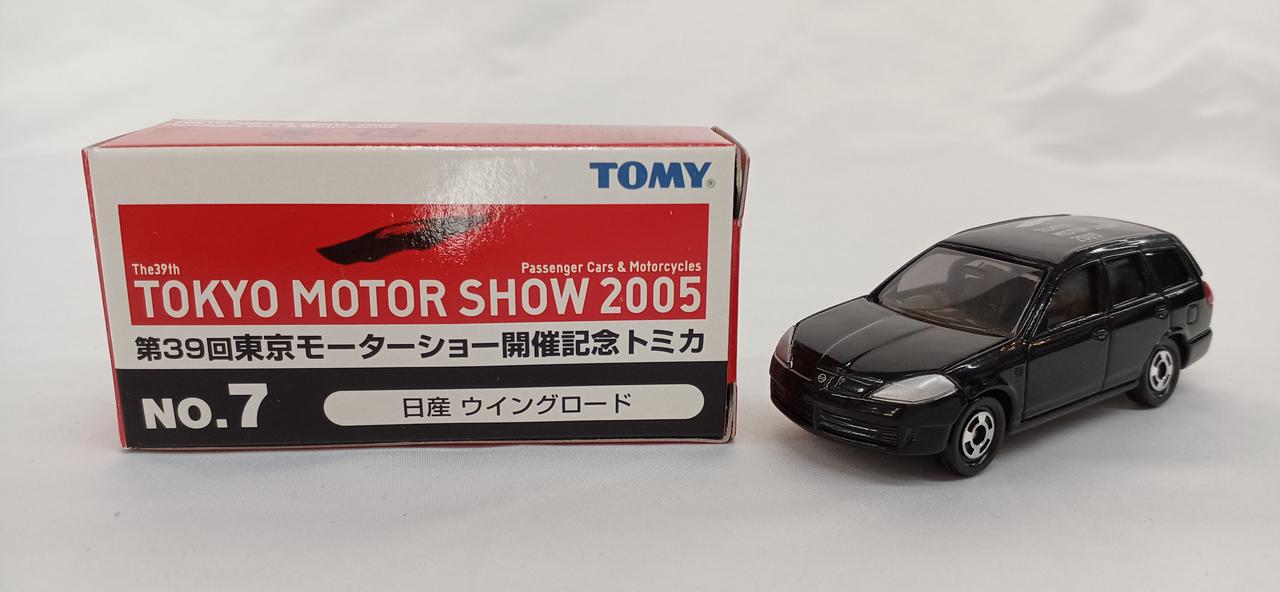 TOMY®
The39th
Passenger Cars & Motorcycles
TOKYO MOTOR SHOW 2005
第39回東京モーターショー開催記念トミカ
NO.7
日産 ウイングロード